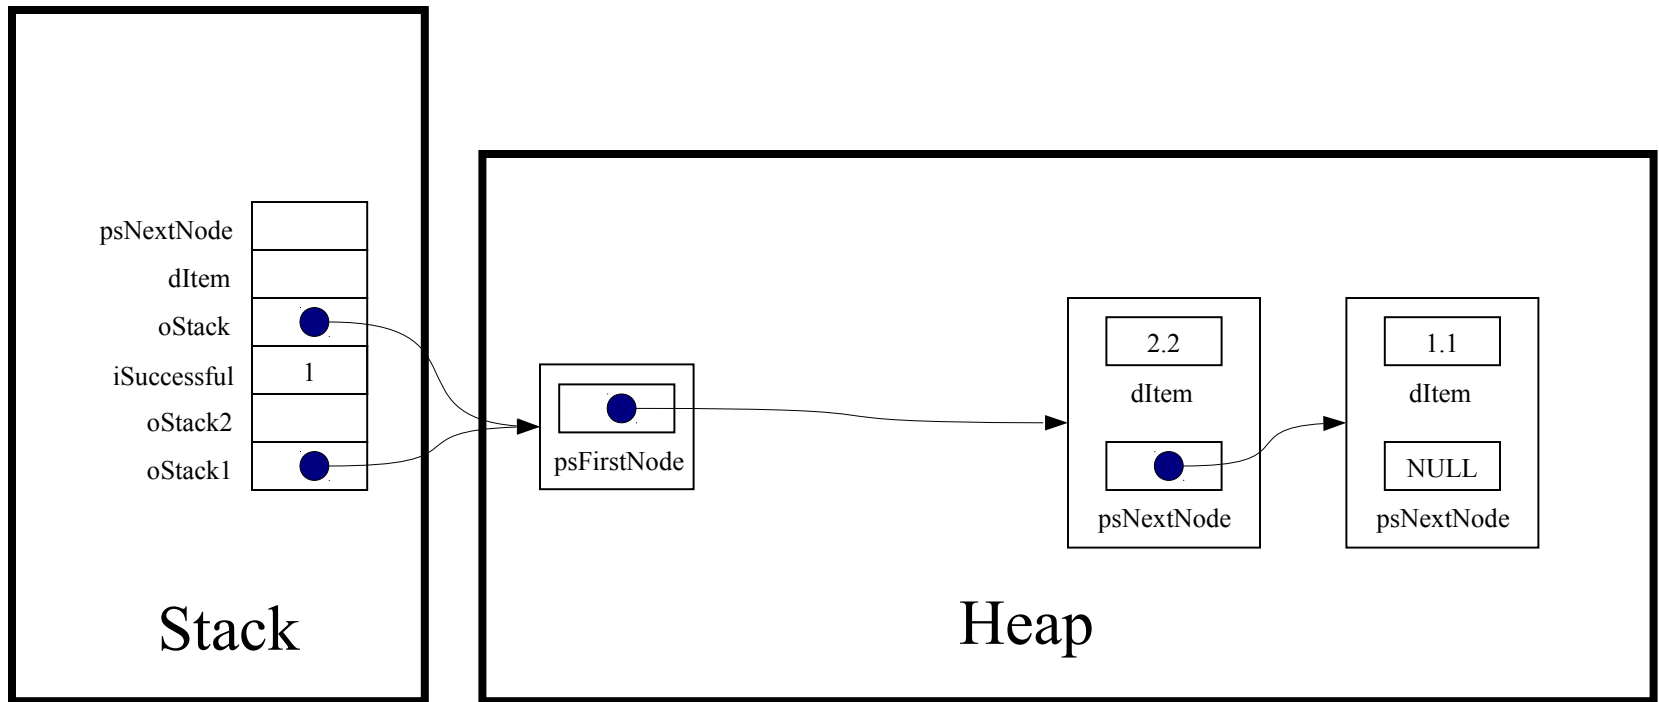 psNextNode
dItem
oStack
iSuccessful 1
oStack2
oStack1
Stack
psFirstNode
2.2
dItem
psNextNode
1.1
dItem
NULL
psNextNode
Heap